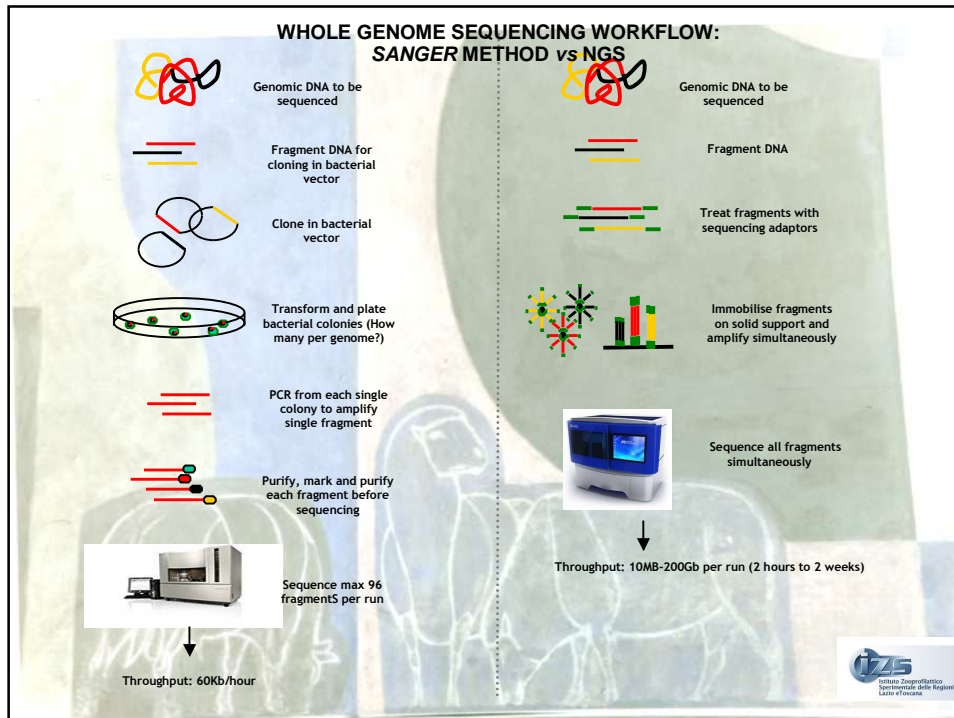 WHOLE GENOME SEQUENCING WORKFLOW:
SANGER METHOD vs NGS
Genomic DNA to be
sequenced
Fragment DNA for
cloning in bacterial
vector
Clone in bacterial
vector
Transform and plate
bacterial colonies (How
many per genome?)
PCR from each single
colony to amplify
single fragment
Purify, mark and purify
each fragment before
sequencing
Sequence max 96
fragmentS per run
Throughput: 60Kb/hour
Genomic DNA to be
sequenced
Fragment DNA
Treat fragments with
sequencing adaptors
Immobilise fragments
on solid support and
amplify simultaneously
Sequence all fragments
simultaneously
Throughput: 10MB-200Gb per run (2 hours to 2 weeks)
izs
Istituto Zooprofilattico
Sperimentale delle Regioni
Lazio eToscana